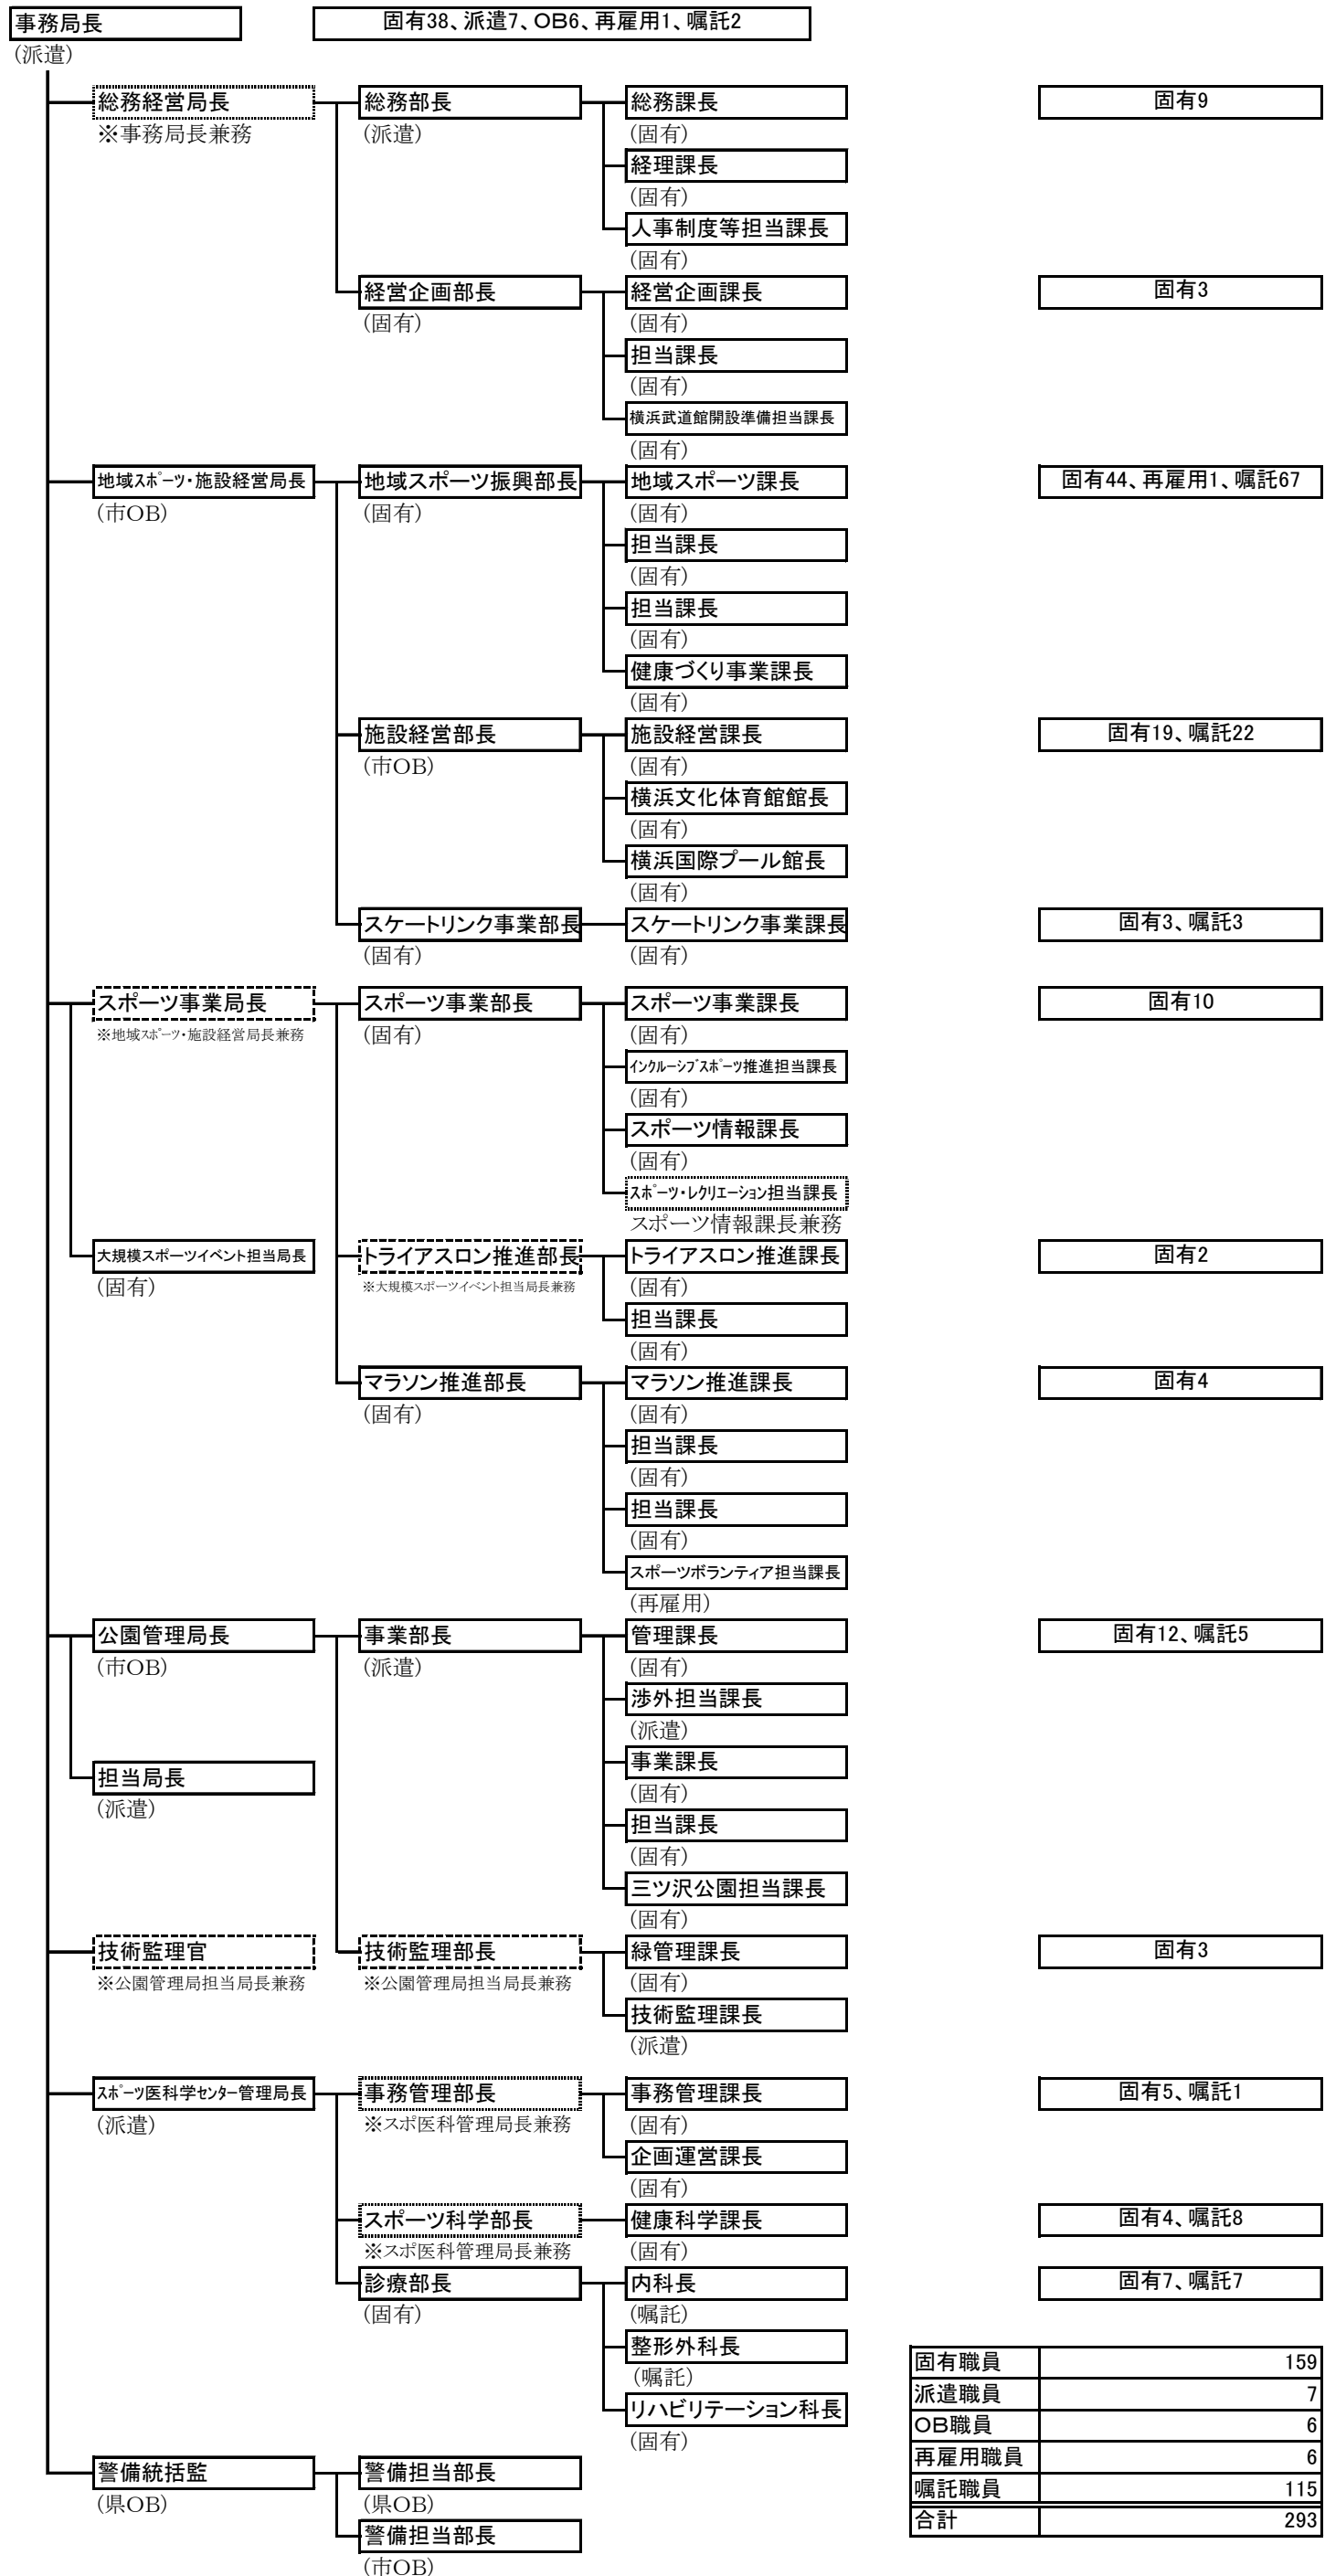 事務局長 固有38、派遣7、OB6、再雇用1、嘱託2
(派遣)
総務経営局長 総務部長 総務課長 固有9
※事務局長兼務 (派遣) (固有)
経理課長
(固有)
人事制度等担当課長
(固有)
経営企画部長 経営企画課長 固有3
(固有) (固有)
担当課長
(固有)
横浜武道館開設準備担当課長
(固有)
地域ｽﾎﾟｰﾂ・施設経営局長 地域スポーツ振興部長 地域スポーツ課長 固有44、再雇用1、嘱託67
(市OB) (固有) (固有)
担当課長
(固有)
担当課長
(固有)
健康づくり事業課長
(固有)
施設経営部長 施設経営課長 固有19、嘱託22
(市OB) (固有)
横浜文化体育館館長
(固有)
横浜国際プール館長
(固有)
スケートリンク事業部長 スケートリンク事業課長 固有3、嘱託3
(固有) (固有)
スポーツ事業局長 スポーツ事業部長 スポーツ事業課長 固有10
※地域ｽﾎﾟｰﾂ・施設経営局長兼務 (固有) (固有)
ｲﾝｸﾙｰｼﾌﾞｽﾎﾟｰﾂ推進担当課長
(固有)
スポーツ情報課長
(固有)
ｽﾎﾟｰﾂ・ﾚｸﾘｴｰｼｮﾝ担当課長
スポーツ情報課長兼務
大規模スポーツイベント担当局長 トライアスロン推進部長 トライアスロン推進課長 固有2
(固有) ※大規模スポーツイベント担当局長兼務 (固有)
担当課長
(固有)
マラソン推進部長 マラソン推進課長 固有4
(固有) (固有)
担当課長
(固有)
担当課長
(固有)
スポーツボランティア担当課長
(再雇用)
公園管理局長 事業部長 管理課長 固有12、嘱託5
(市OB) (派遣) (固有)
渉外担当課長
(派遣)
事業課長
担当局長 (固有)
(派遣) 担当課長
(固有)
三ツ沢公園担当課長
(固有)
技術監理官 技術監理部長 緑管理課長 固有3
※公園管理局担当局長兼務 ※公園管理局担当局長兼務 (固有)
技術監理課長
(派遣)
ｽﾎﾟｰﾂ医科学ｾﾝﾀｰ管理局長 事務管理部長 事務管理課長 固有5、嘱託1
(派遣) ※スポ医科管理局長兼務 (固有)
企画運営課長
(固有)
スポーツ科学部長 健康科学課長 固有4、嘱託8
※スポ医科管理局長兼務 (固有)
診療部長 内科長 固有7、嘱託7
(固有) (嘱託)
整形外科長
(嘱託)
リハビリテーション科長
(固有)
警備統括監 警備担当部長
(県OB) (県OB)
警備担当部長
(市OB)
固有職員 159
派遣職員 7
OB職員 6
再雇用職員 6
嘱託職員 115
合計 293